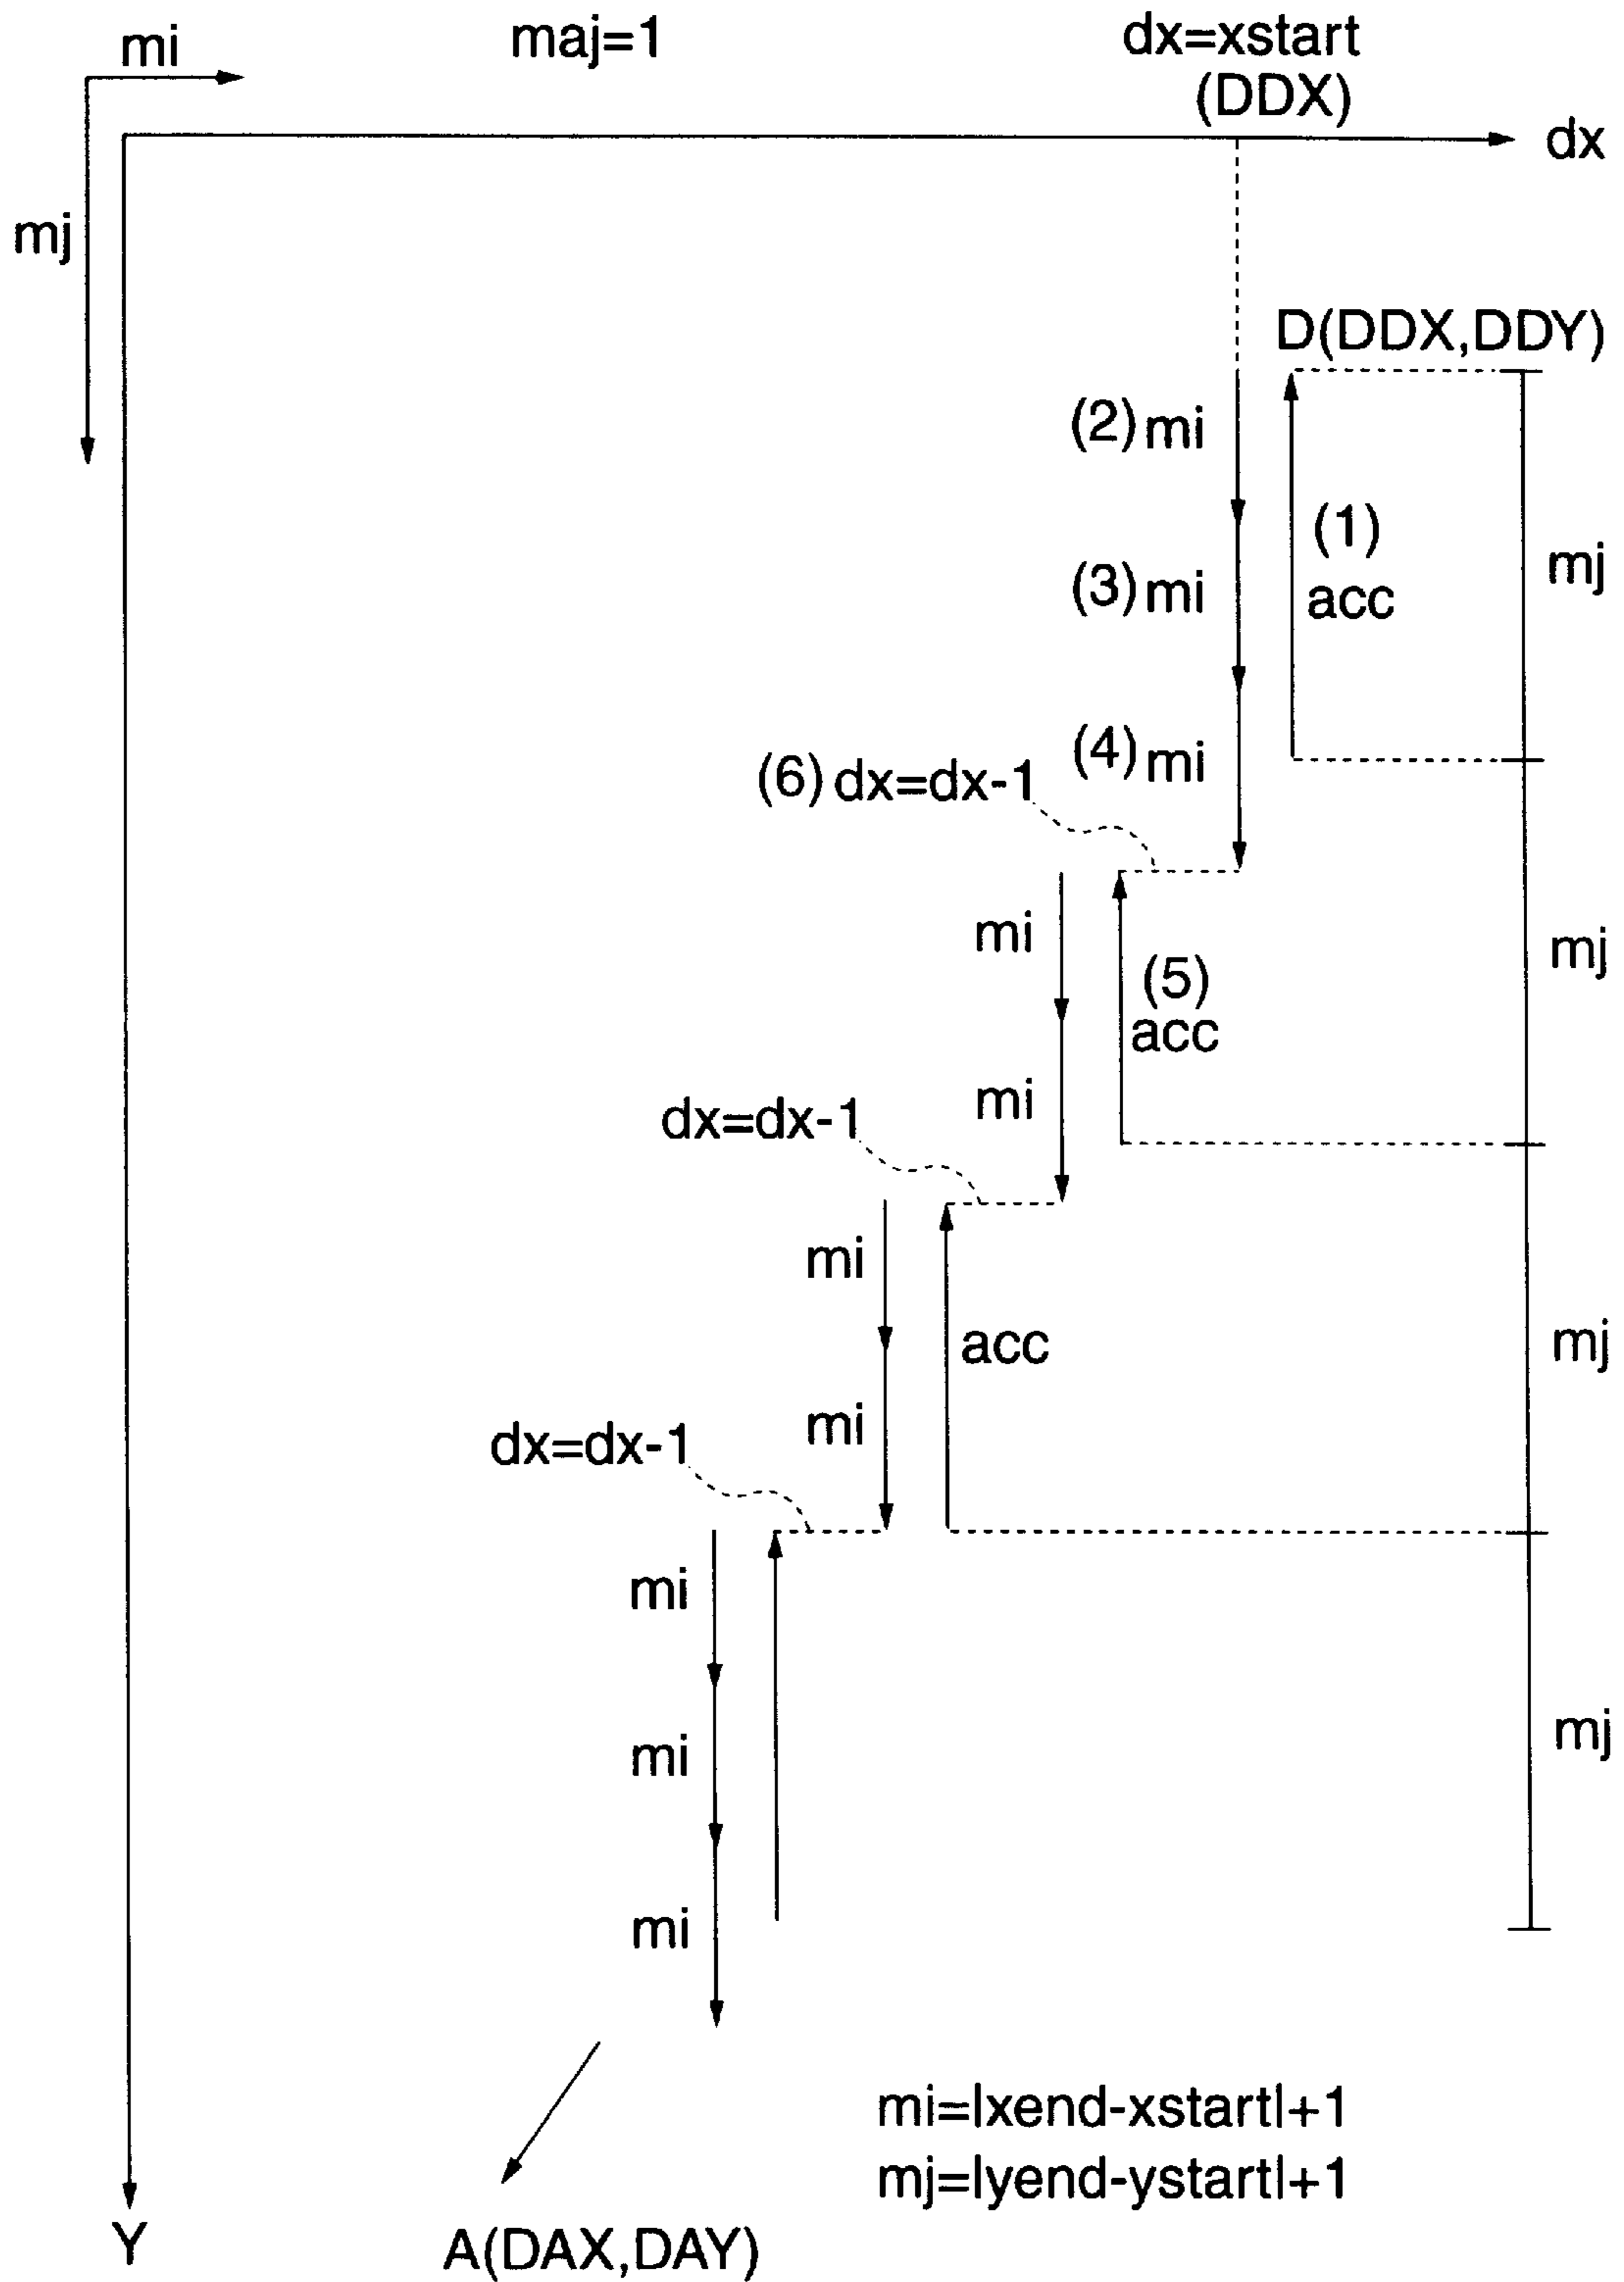 mi
maj=1
dx=xstart
(DDX)
dx
mj
D(DDX,DDY)
(2)mi
(1)
acc
mj
(3)mi
(4)mi
(6)dx=dx-1
mi
mj
(5)
acc
mi
dx=dx-1
mi
acc
mj
mi
dx=dx-1
mi
mj
mi
mi
mi=|xend-xstart|+1
mj=|yend-ystart|+1
Y
A(DAX,DAY)